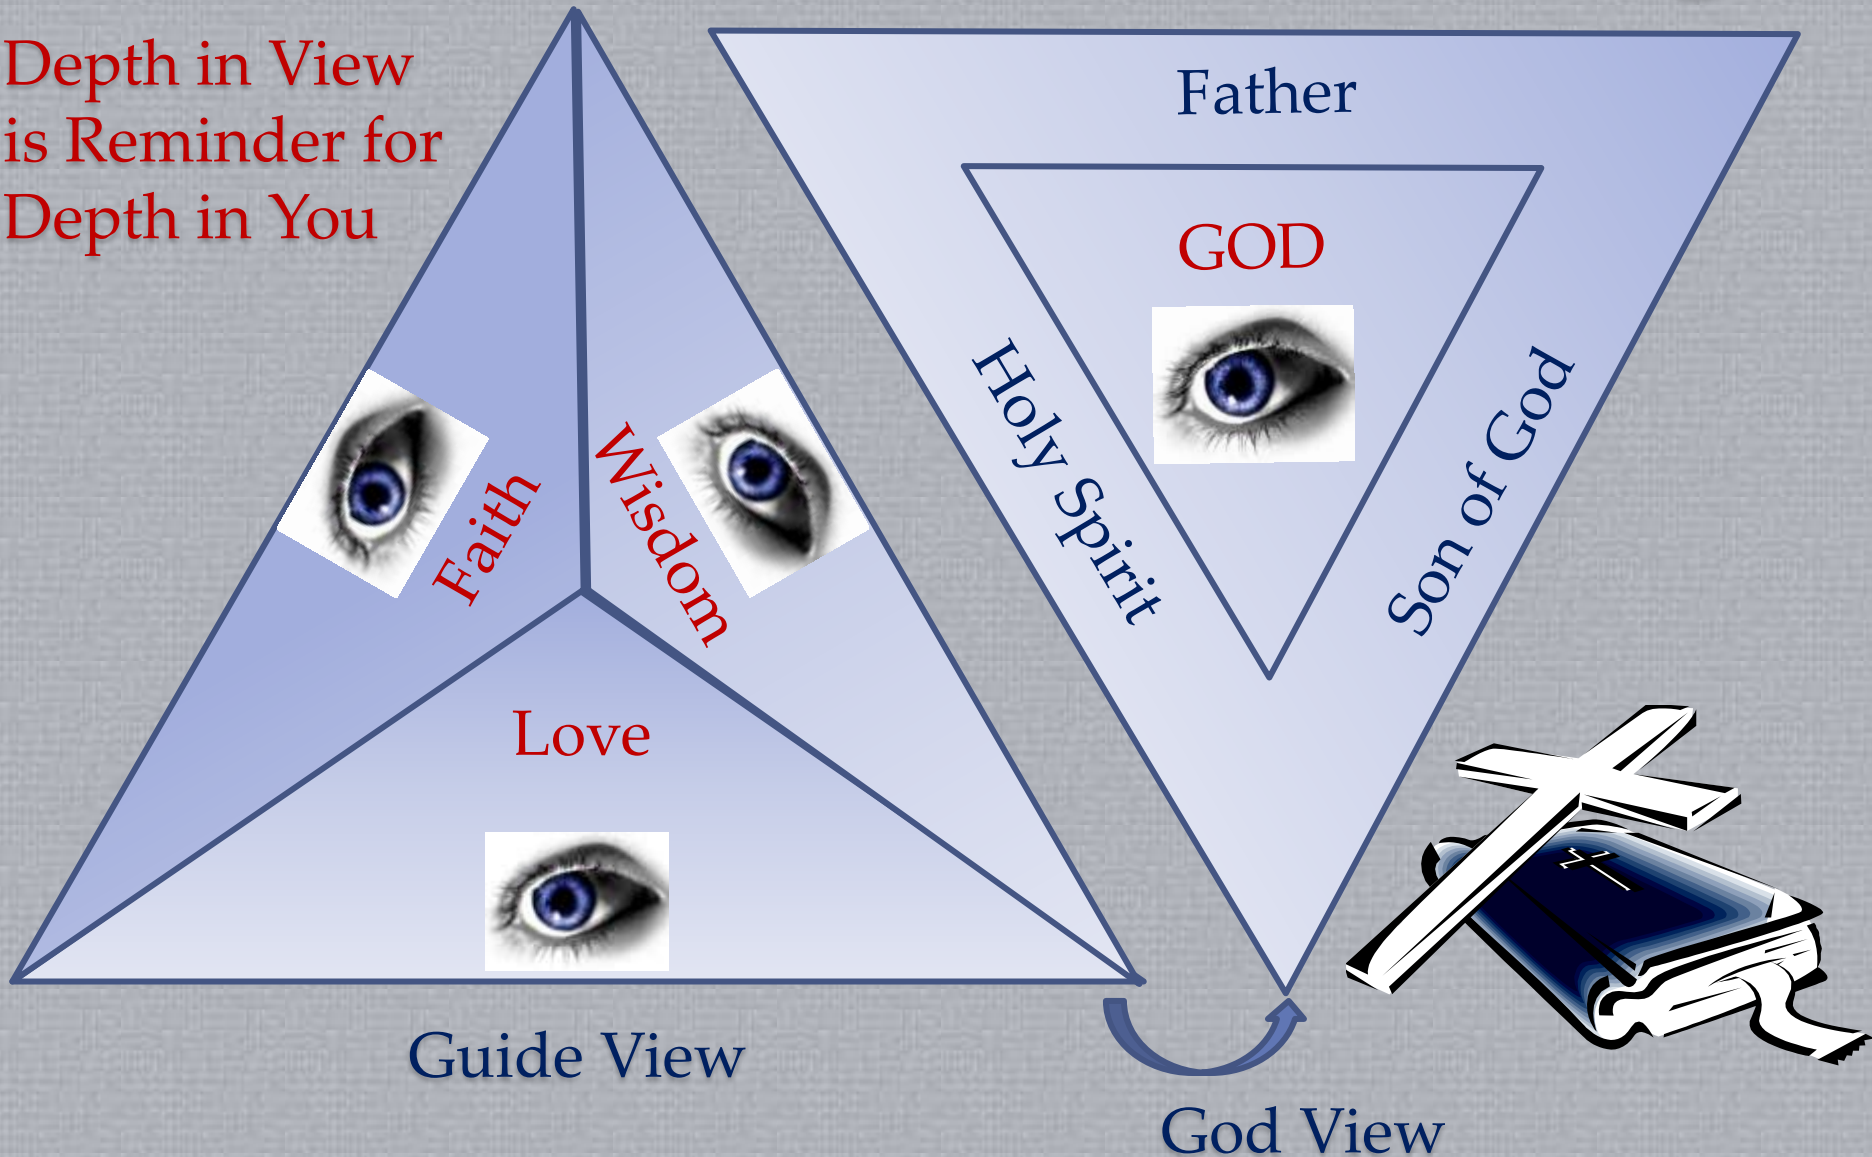 Depth in View
is Reminder for
Depth in You
Faith
Wisdom
Love
Guide View
Father
GOD
Holy Spirit
Son of God
God View